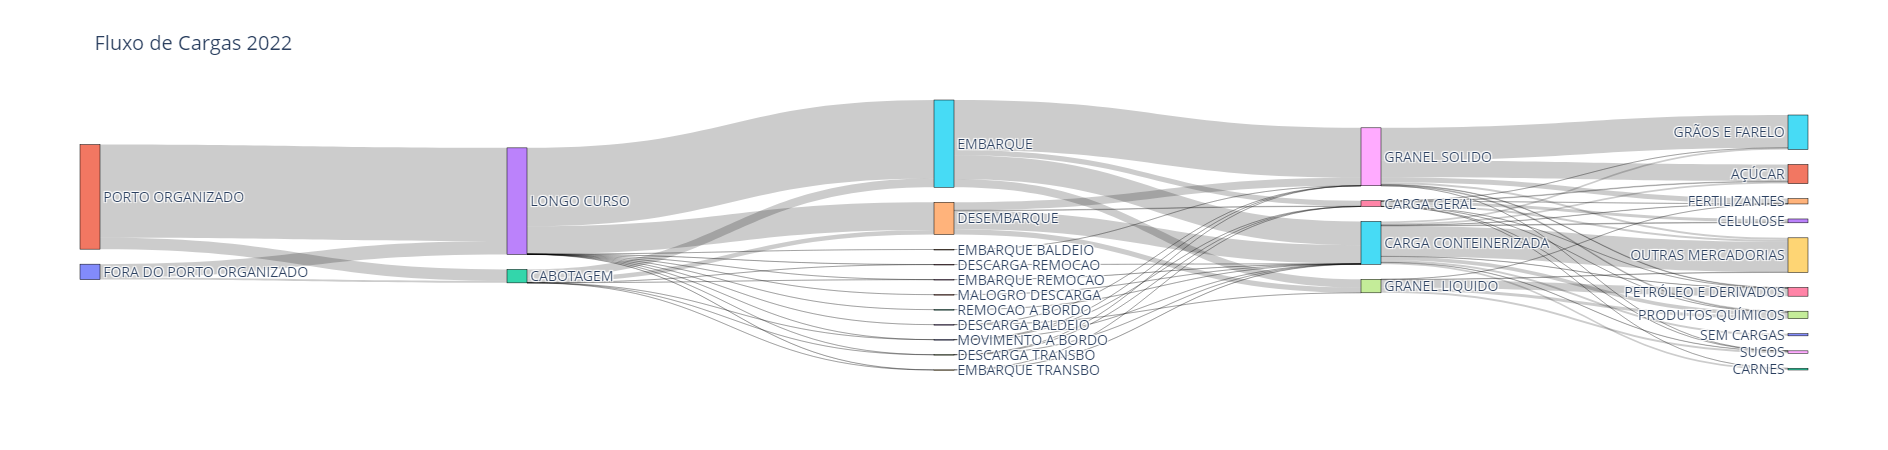 Fluxo de Cargas 2022
PORTO ORGANIZADO
FORA DO PORTO ORGANIZADO
LONGO CURSO
CABOTAGEM
EMBARQUE
DESEMBARQUE
EMBARQUE BALDEIO
DESCARGA REMOCAO
EMBARQUE REMOCAO
MALOGRO DESCARGA
REMOCAO A BORDO
DESCARGA BALDEIO
MOVIMENTO A BORDO
DESCARGA TRANSBO
EMBARQUE TRANSBO
GRANEL SOLIDO
CARGA GERAL
CARGA CONTEINERIZADA
GRANEL LIQUIDO
GRÃOS E FARELO
AÇÚCAR
FERTILIZANTES
CELULOSE
OUTRAS MERCADORIAS
PETRÓLEO E DERIVADOS
PRODUTOS QUÍMICOS
SEM CARGAS
SUCOS
CARNES